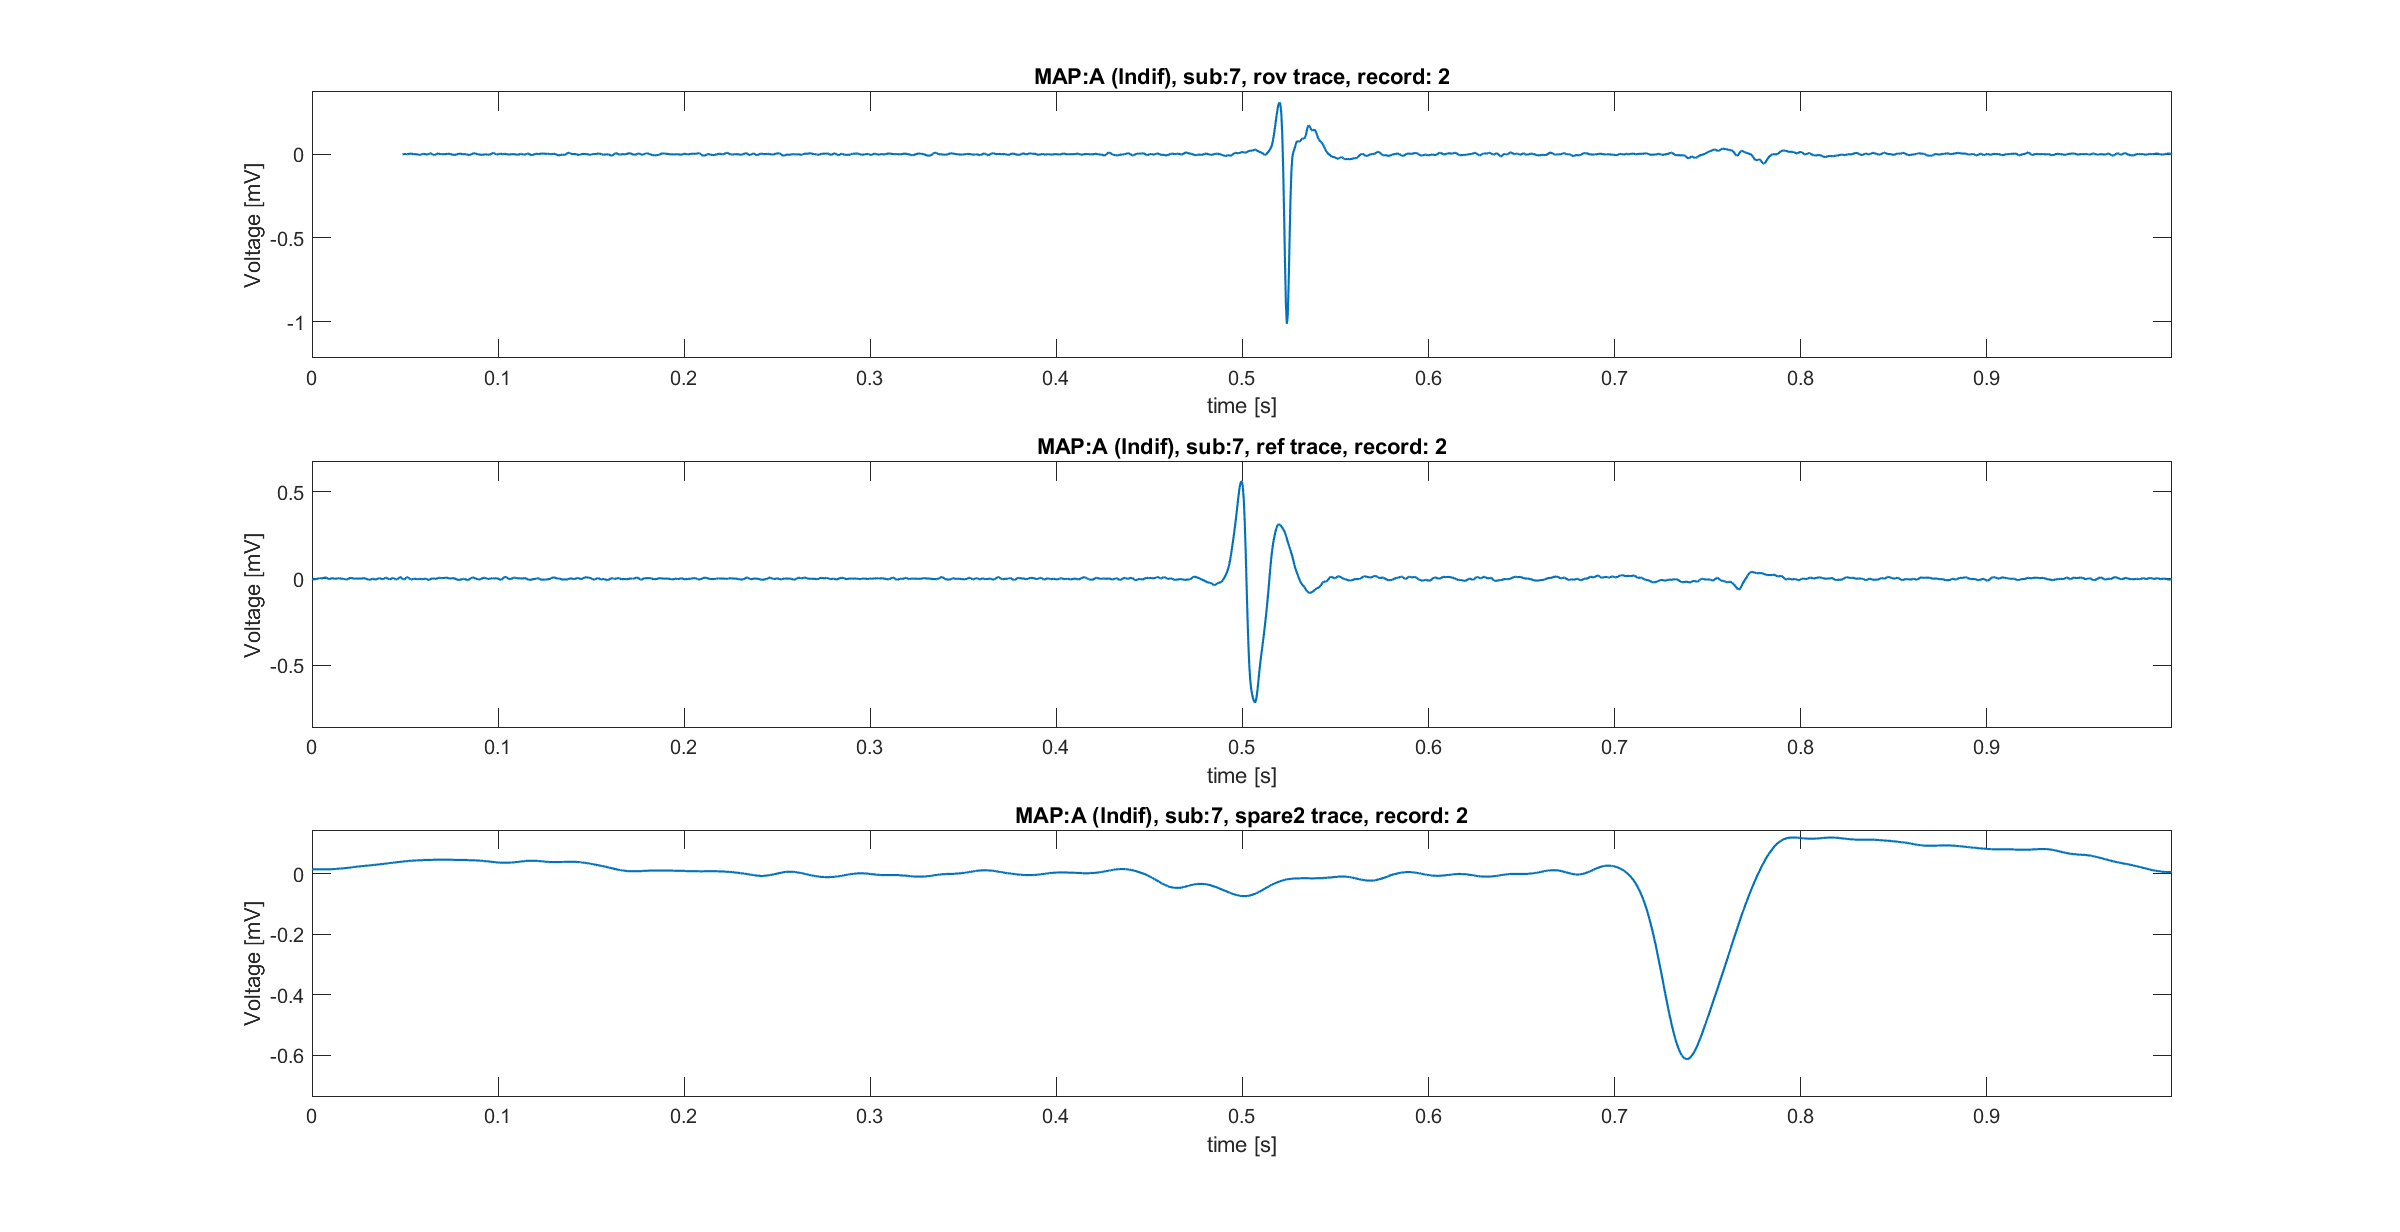 MAP:A (Indif), sub:7, rov trace, record: 2
Voltage [mV]
0
-0.5
-1
0 0.1 0.2 0.3 0.4 0.5 0.6 0.7 0.8 0.9
time [s]
MAP:A (Indif), sub:7, ref trace, record: 2
Voltage [mV]
0.5
0
-0.5
0 0.1 0.2 0.3 0.4 0.5 0.6 0.7 0.8 0.9
time [s]
MAP:A (Indif), sub:7, spare2 trace, record: 2
Voltage [mV]
0
-0.2
-0.4
-0.6
0 0.1 0.2 0.3 0.4 0.5 0.6 0.7 0.8 0.9
time [s]